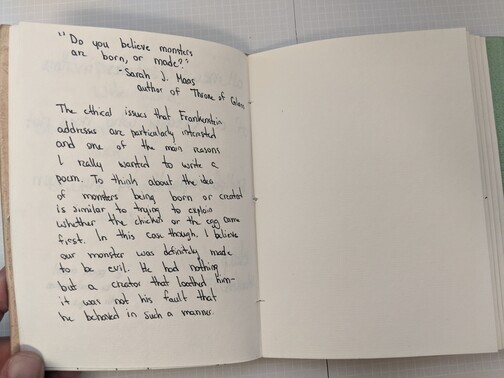 "Do you believe monsters
are born, or made?"
-Sarah J. Maas
author of Throne of Glass
The ethical issues that Frankenstein
addresses are particularly interested
and one of the main reasons
I really wanted to write a
poem. To think about the idea
of monsters being born or created
is similar to trying to explain
whether the chicken or the egg came
first. In this case though. I believe
our monster was definitely made
to be evil. He had nothing
but a creator that loathed him-
it was not his fault that
he behaved in such a manner.